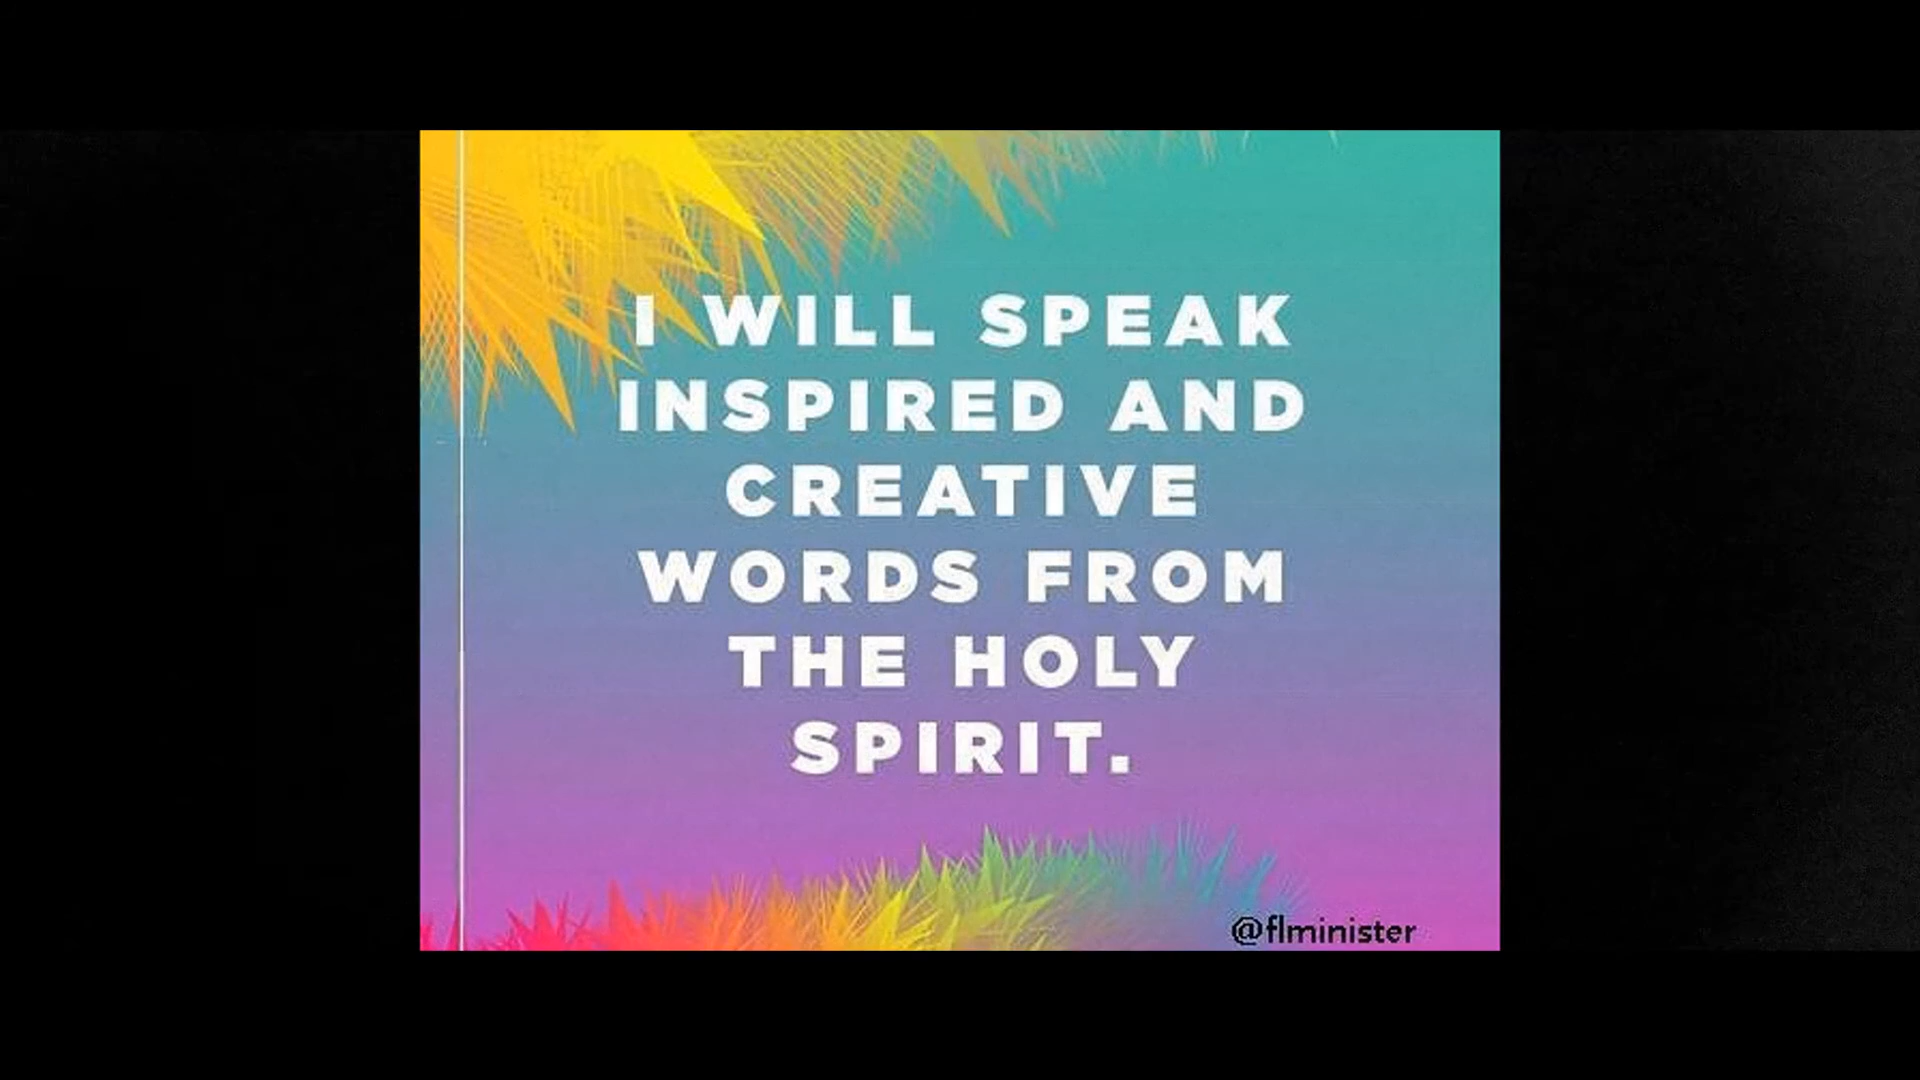 I WILL SPEAK
INSPIRED AND
CREATIVE
WORDS FROM
THE HOLY
SPIRIT.
@flminister